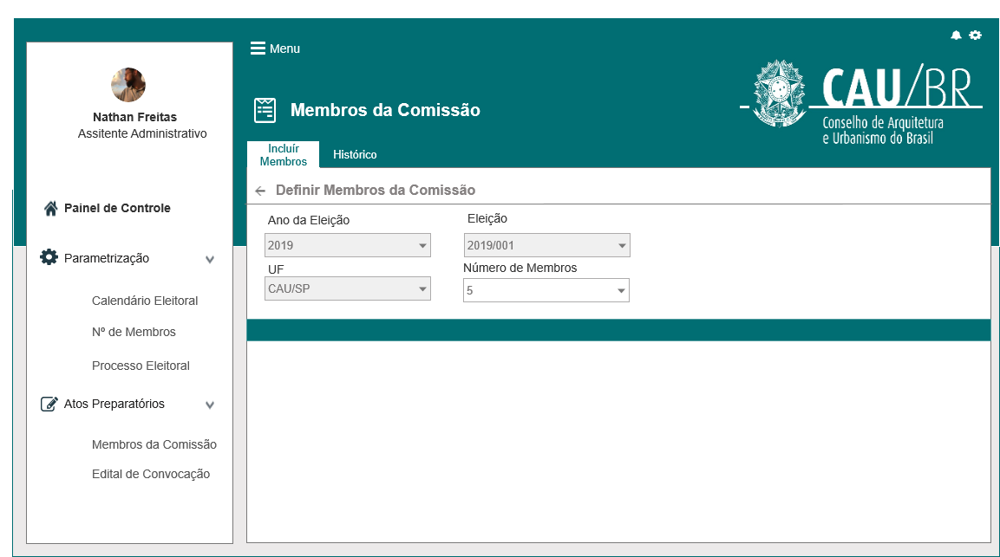 Menu
Nathan Freitas
Assitente Administrativo
Membros da Comissão
CAU/BR
Conselho de Arquitetura
e Urbanismo do Brasil
Incluír
Membros
Histórico
Painel de Controle
Parametrização
Calendário Eleitoral
Nº de Membros
Processo Eleitoral
Atos Preparatórios
Membros da Comissão
Edital de Convocação
Definir Membros da Comissão
Ano da Eleição
Eleição
2019
2019/001
UF
Número de Membros
CAU/SP
5